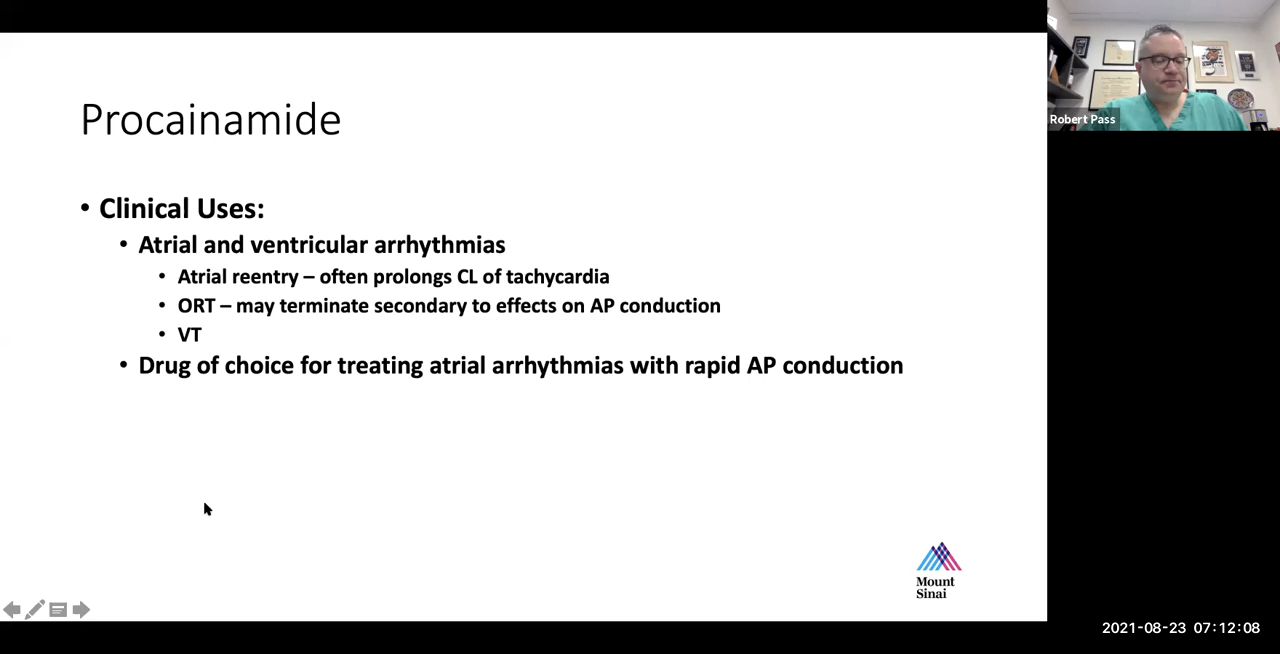 Procainamide
• Clinical Uses:
• Atrial and ventricular arrhythmias
• Atrial reentry – often prolongs CL of tachycardia
• ORT – may terminate secondary to effects on AP conduction
• VT
• Drug of choice for treating atrial arrhythmias with rapid AP conduction
Mount
Sinai
Robert Pass
2021-08-23 07:12:08